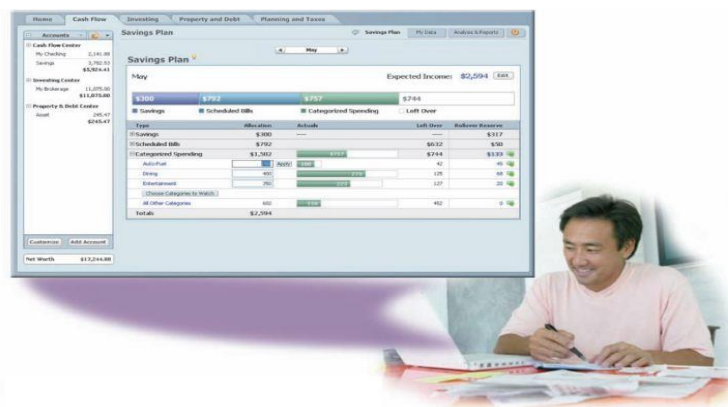 Home Cash Flow Investing Property and Debt Planning and Taxes
Accounts
Savings Plan
Savings Plan My Data Analysis & Reports
Cash Flow Center
My Checking 2,141.88
Savings 3,782.53
$5,924.41
Investing Center
My Brokerage 11,075.00
$11,075.00
Property & Debt Center
Asset 245.47
$245.47
Customize Add Account
Net Worth $17,244.88
May
Savings Plan
May Expected Income: $2,594 Edit
$300 $792 $757 $744
Savings Scheduled Bills Categorized Spending Left Over
Type Allocation Actuals Left Over Rollover Reserve
Savings $300 ---- ---- $317
Scheduled Bills $792 $632 $50
Categorized Spending $1,502 $757 $744 $133
Auto:Fuel Apply 42 45
Dining 400 275 125 68
Entertainment 350 223 127 20
Choose Categories to Watch
All Other Categories 602 452 0
Totals $2,594